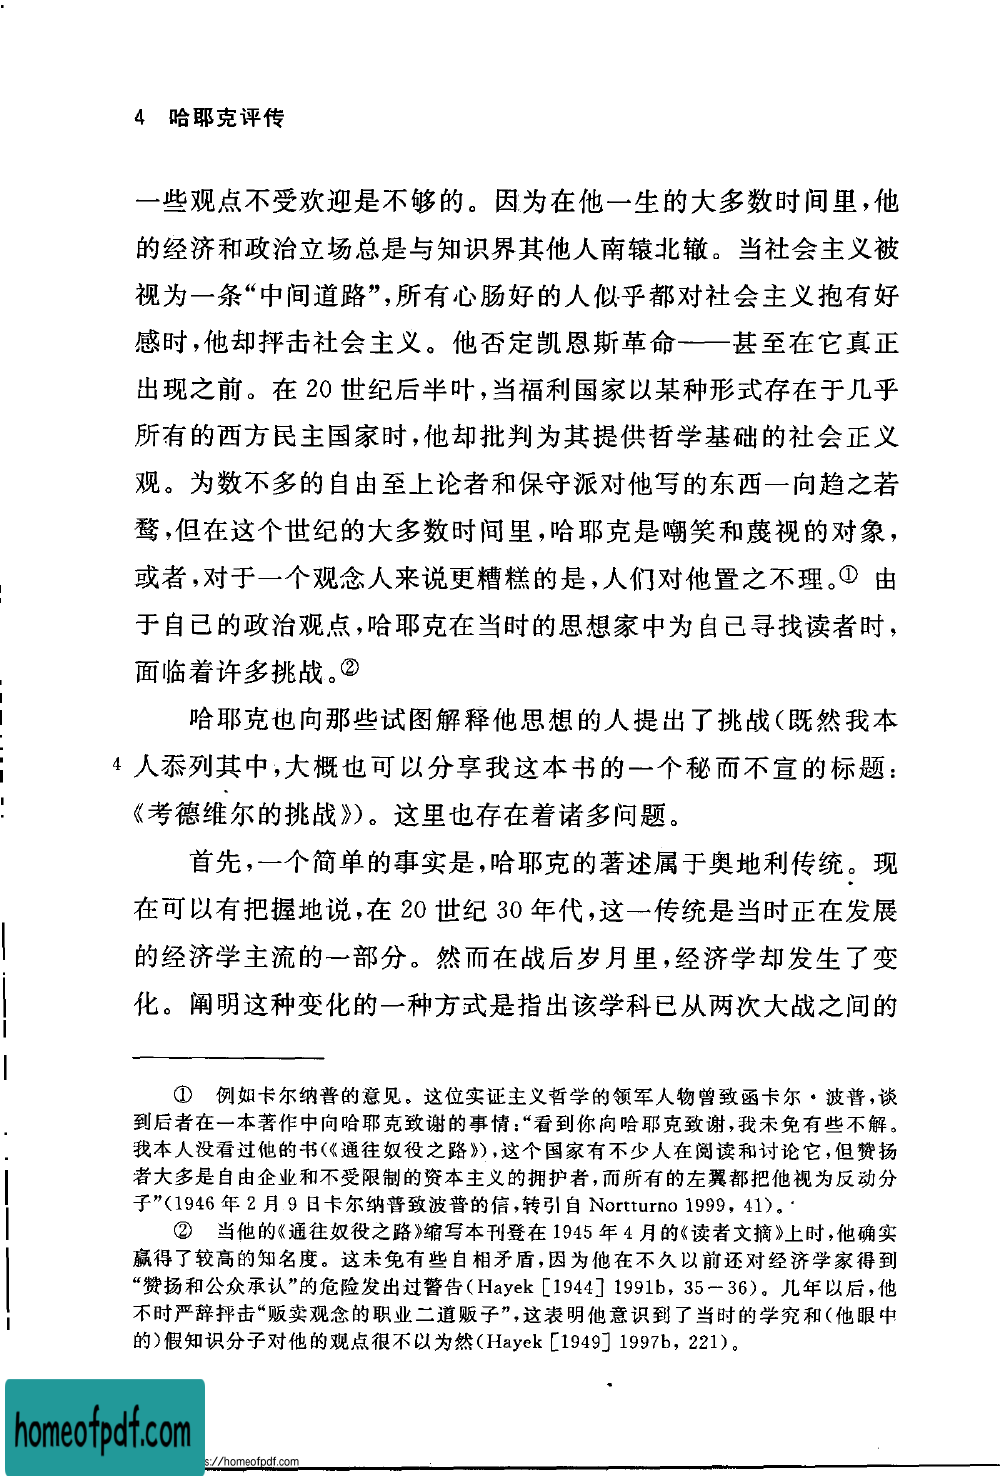 4 哈耶克评传
一些观点不受欢迎是不够的。因为在他一生的大多数时间里,他
的经济和政治立场总是与知识界其他人南辕北辙。当社会主义被
视为一条“中间道路”,所有心肠好的人似乎都对社会主义抱有好
感时,他却抨击社会主义。他否定凯恩斯革命——甚至在它真正
出现之前。在 20 世纪后半叶,当福利国家以某种形式存在于几乎
所有的西方民主国家时,他却批判为其提供哲学基础的社会正义
观。为数不多的自由至上论者和保守派对他写的东西一向趋之若
鹜,但在这个世纪的大多数时间里,哈耶克是嘲笑和蔑视的对象,
或者,对于一个观念人来说更糟糕的是,人们对他置之不理。① 由
于自己的政治观点,哈耶克在当时的思想家中为自己寻找读者时,
面临着许多挑战。②
哈耶克也向那些试图解释他思想的人提出了挑战(既然我本
4 人忝列其中,大概也可以分享我这本书的一个秘而不宣的标题:
《考德维尔的挑战》)。这里也存在着诸多问题。
首先,一个简单的事实是,哈耶克的著述属于奥地利传统。现
在可以有把握地说,在 20 世纪 30 年代,这一传统是当时正在发展
的经济学主流的一部分。然而在战后岁月里,经济学却发生了变
化。阐明这种变化的一种方式是指出该学科已从两次大战之间的
① 例如卡尔纳普的意见。这位实证主义哲学的领军人物曾致函卡尔·波普,谈
到后者在一本著作中向哈耶克致谢的事情:“看到你向哈耶克致谢,我未免有些不解。
我本人没看过他的书(《通往奴役之路》),这个国家有不少人在阅读和讨论它,但赞扬
者大多是自由企业和不受限制的资本主义的拥护者,而所有的左翼都把他视为反动分
子”(1946 年 2 月 9 日卡尔纳普致波普的信,转引自 Nortturno 1999, 41)。
② 当他的《通往奴役之路》缩写本刊登在 1945 年 4 月的《读者文摘》上时,他确实
赢得了较高的知名度。这未免有些自相矛盾,因为他在不久以前还对经济学家得到
“赞扬和公众承认”的危险发出过警告(Hayek [1944] 1991b, 35－36)。几年以后,他
不时严辞抨击“贩卖观念的职业二道贩子”,这表明他意识到了当时的学究和(他眼中
的)假知识分子对他的观点很不以为然(Hayek [1949] 1997b, 221)。
homeofpdf.com
s://homeofpdf.com